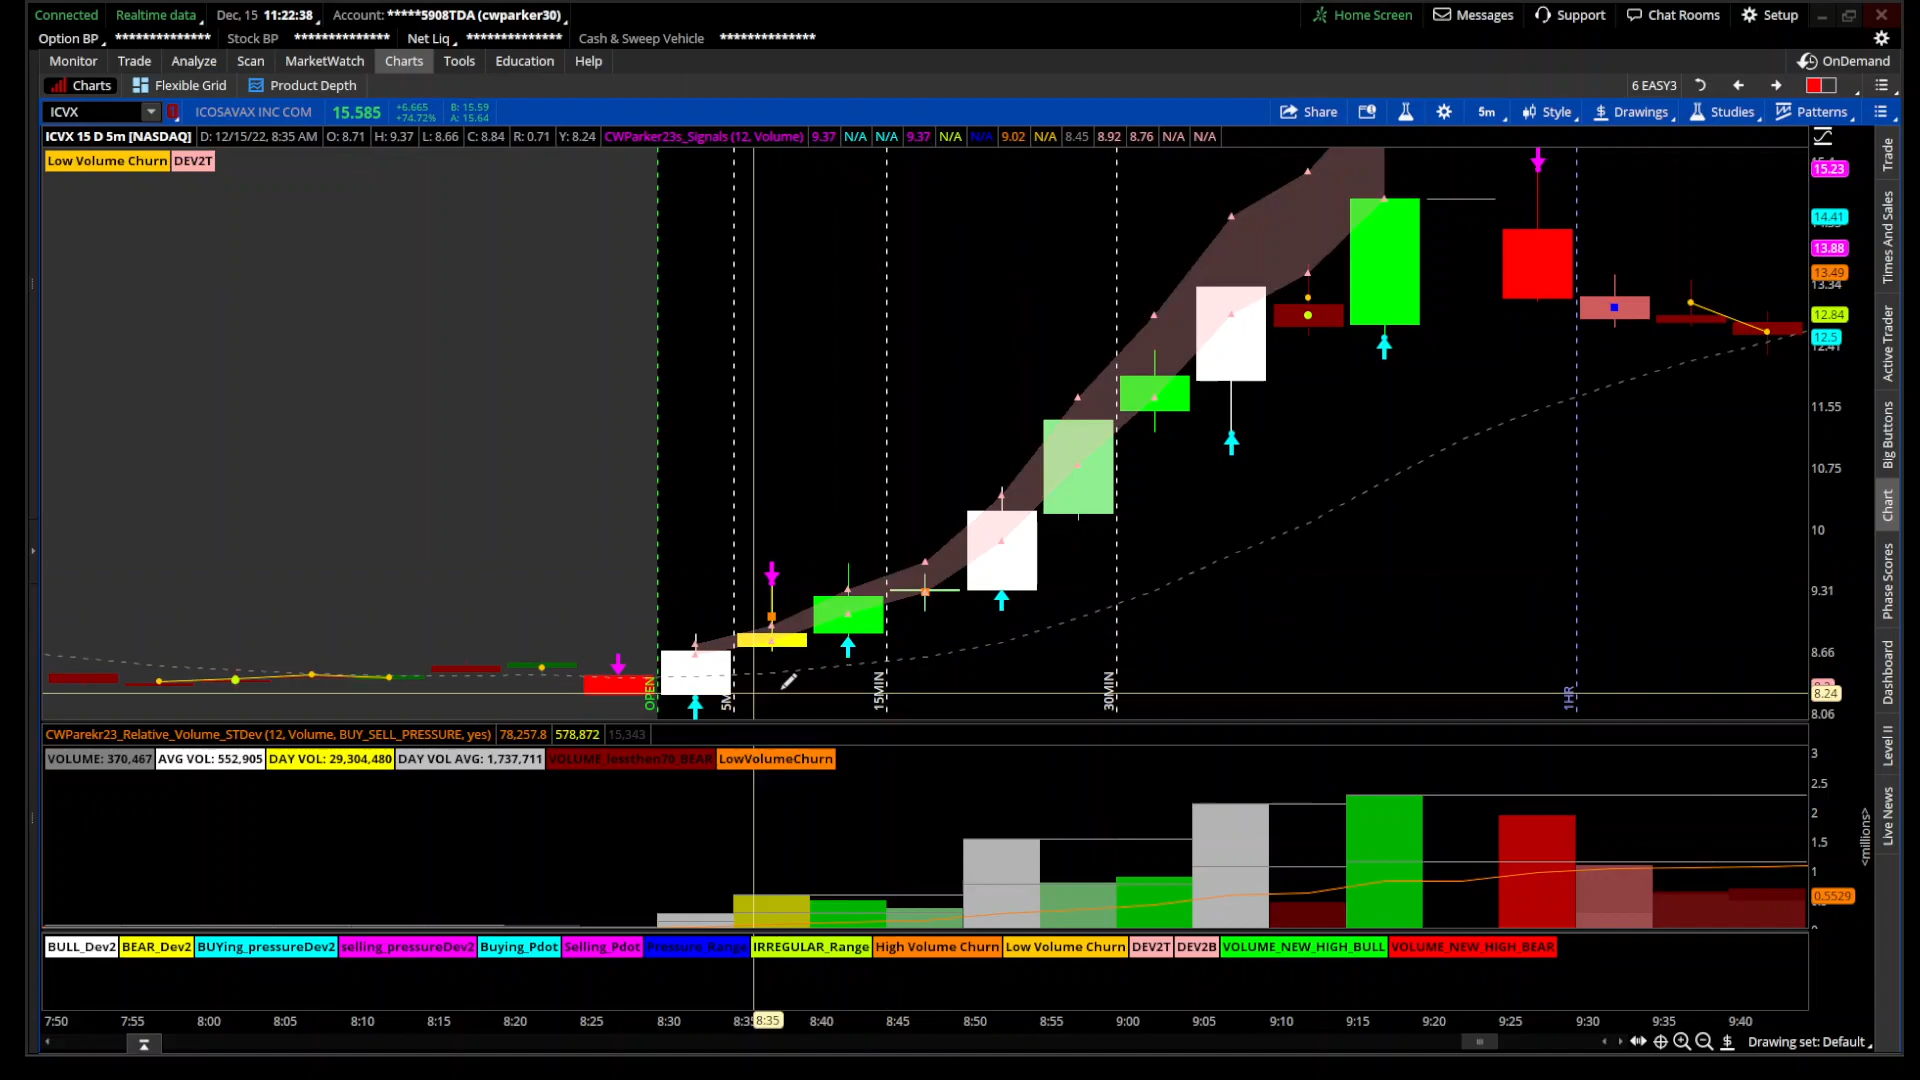 Connected Realtime data Dec, 15 11:22:38 Account: *****5908TDA (cwparker30) Home Screen Messages Support Chat Rooms Setup
Option BP ************** Stock BP ************** Net Liq ************** Cash & Sweep Vehicle **************
Monitor Trade Analyze Scan MarketWatch Charts Tools Education Help OnDemand
Charts Flexible Grid Product Depth 6 EASY3
ICVX ICOSAVAX INC COM 15.585 +6.665 +74.72% B: 15.59 A: 15.64 Share 5m Style Drawings Studies Patterns
ICVX 15 D 5m [NASDAQ] D: 12/15/22, 8:35 AM O: 8.71 H: 9.37 L: 8.66 C: 8.84 R: 0.71 Y: 8.24 CWParker23s_Signals (12, Volume) 9.37 N/A N/A 9.37 N/A N/A 9.02 N/A 8.45 8.92 8.76 N/A N/A
Low Volume Churn DEV2T
15.23
14.41
13.88
13.49
13.34
12.84
12.5
12.41
11.55
10.75
10
9.31
8.66
8.24
8.06
OPEN 15MIN 30MIN 1HR
CWParekr23_Relative_Volume_STDev (12, Volume, BUY_SELL_PRESSURE, yes) 78,257.8 578,872 15,343
VOLUME: 370,467 AVG VOL: 552,905 DAY VOL: 29,304,480 DAY VOL AVG: 1,737,711 VOLUME_lessthen70_BEAR LowVolumeChurn
3
2.5
2
1.5
1
0.5529
<millions>
BULL_Dev2 BEAR_Dev2 BUYing_pressureDev2 selling_pressureDev2 Buying_Pdot Selling_Pdot Pressure_Range IRREGULAR_Range High Volume Churn Low Volume Churn DEV2T DEV2B VOLUME_NEW_HIGH_BULL VOLUME_NEW_HIGH_BEAR
7:50 7:55 8:00 8:05 8:10 8:15 8:20 8:25 8:30 8:35 8:40 8:45 8:50 8:55 9:00 9:05 9:10 9:15 9:20 9:25 9:30 9:35 9:40
Drawing set: Default
Trade
Times And Sales
Active Trader
Big Buttons
Chart
Phase Scores
Dashboard
Level II
Live News